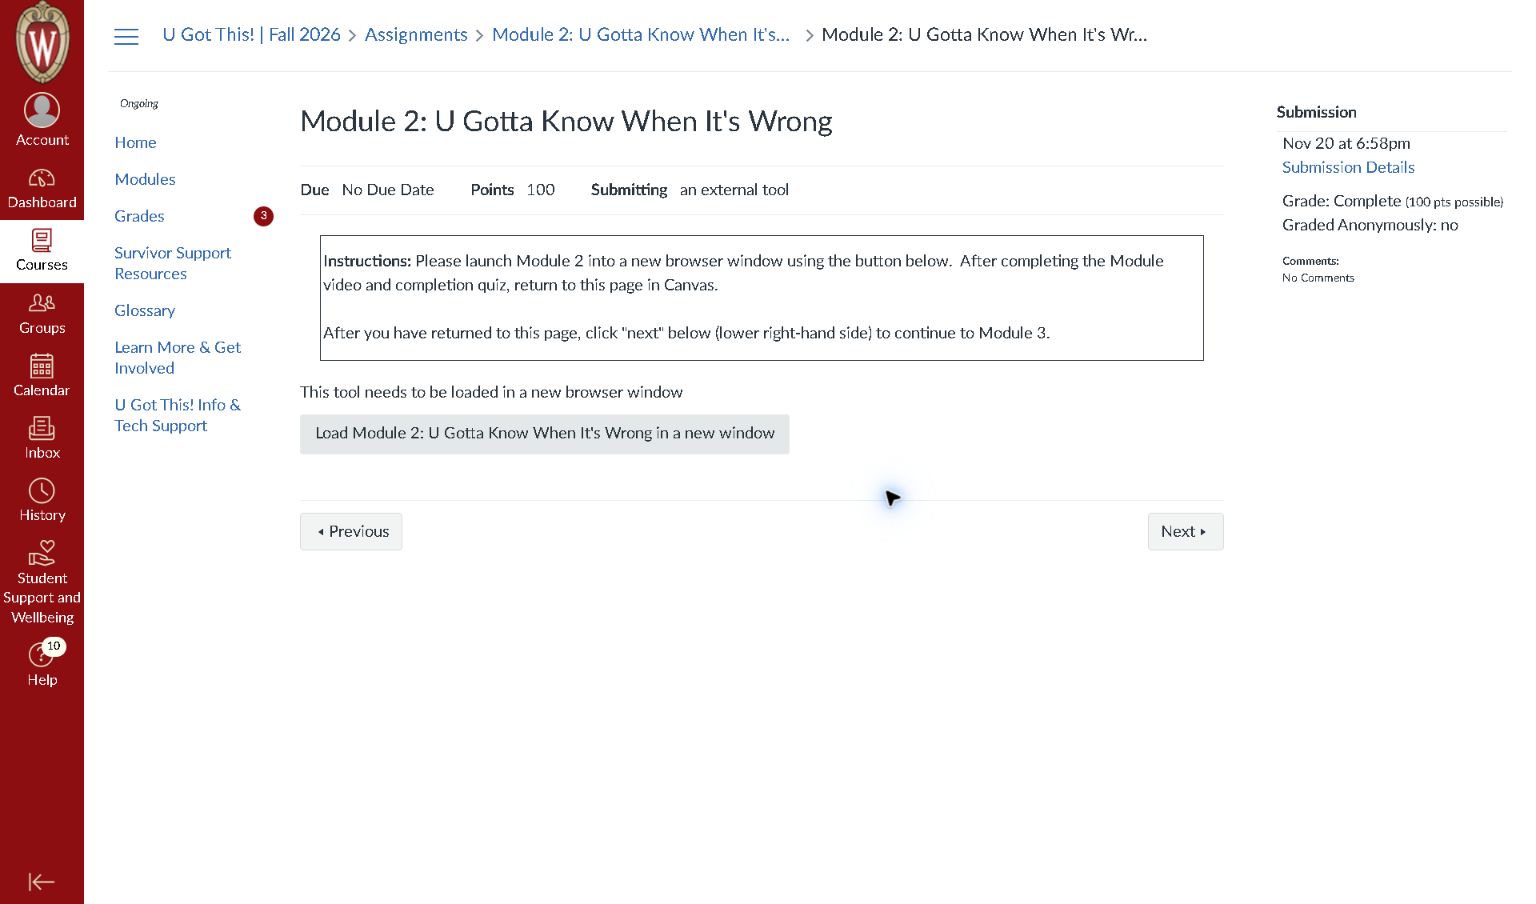 W
U Got This! | Fall 2026 > Assignments > Module 2: U Gotta Know When It's... > Module 2: U Gotta Know When It's Wr...
Account
Dashboard
Courses
Groups
Calendar
Inbox
History
Student
Support and
Wellbeing
10
Help
Ongoing
Home
Modules
Grades 3
Survivor Support
Resources
Glossary
Learn More & Get
Involved
U Got This! Info &
Tech Support
Module 2: U Gotta Know When It's Wrong
Due No Due Date Points 100 Submitting an external tool
Instructions: Please launch Module 2 into a new browser window using the button below. After completing the Module
video and completion quiz, return to this page in Canvas.
After you have returned to this page, click "next" below (lower right-hand side) to continue to Module 3.
This tool needs to be loaded in a new browser window
Load Module 2: U Gotta Know When It's Wrong in a new window
Previous
Next
Submission
Nov 20 at 6:58pm
Submission Details
Grade: Complete (100 pts possible)
Graded Anonymously: no
Comments:
No Comments